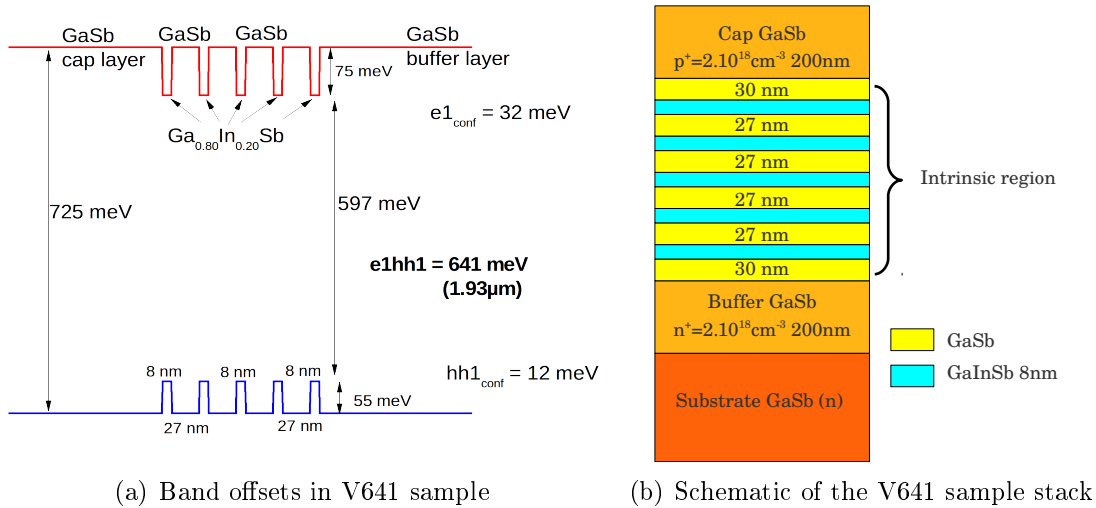 GaSb
cap layer
GaSb
GaSb
GaSb
buffer layer
75 meV
e1conf = 32 meV
Ga0.80In0.20Sb
725 meV
597 meV
e1hh1 = 641 meV
(1.93µm)
8 nm
8 nm
8 nm
hh1conf = 12 meV
55 meV
27 nm
27 nm
(a) Band offsets in V641 sample
Cap GaSb
p⁺=2.10¹⁸cm⁻³ 200nm
30 nm
27 nm
27 nm
27 nm
27 nm
30 nm
Intrinsic region
Buffer GaSb
n⁺=2.10¹⁸cm⁻³ 200nm
Substrate GaSb (n)
GaSb
GaInSb 8nm
(b) Schematic of the V641 sample stack